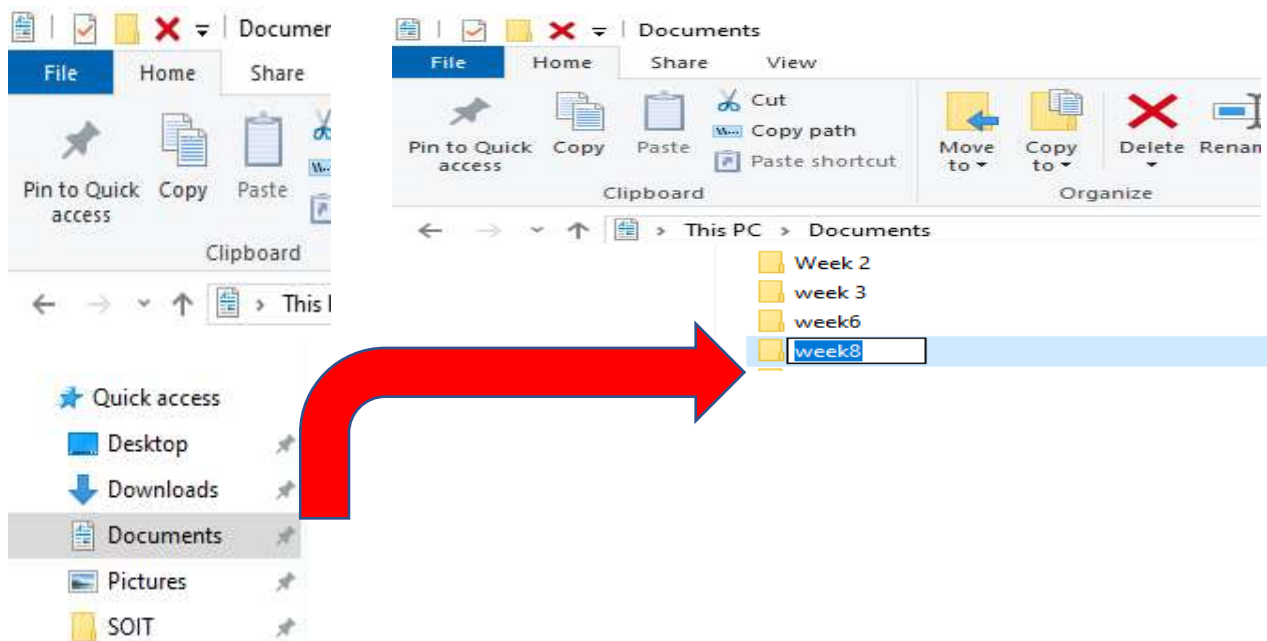 Documen
File Home Share
Pin to Quick access Copy Paste
Clipboard
This
Quick access
Desktop
Downloads
Documents
Pictures
SOIT
Documents
File Home Share View
Pin to Quick access Copy Paste
Cut
Copy path
Paste shortcut
Move to Copy to Delete Renam
Clipboard Organize
This PC > Documents
Week 2
week 3
week6
week8